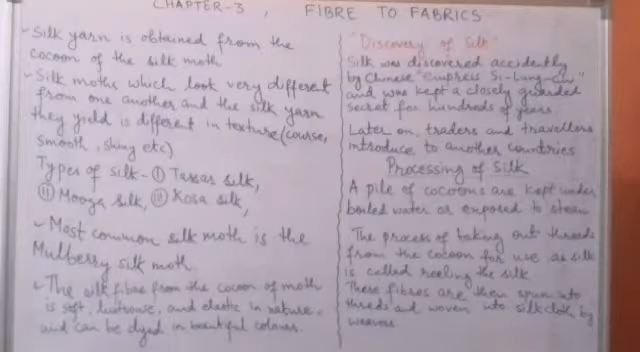 CHAPTER-3, FIBRE TO FABRICS
Silk yarn is obtained from the
cocoon of the silk moth
Silk moths which look very different
from one another and the silk yarn
they yield is different in texture (course,
smooth, shiny etc)
Types of silk - ① Tassar silk,
② Mooga silk, ③ Kosa silk,
Most common silk moth is the
Mulberry silk moth
The silk fibre from the cocoon of moth
is soft, lustrouse, and elastic in nature,
and can be dyed in beautiful colours.
"Discovery of Silk"
Silk was discovered accidently
by Chinese "empress Si-Lung-"
and was kept a closely guarded
secret for hundreds of years
Later on, traders and travellers
introduce to another countries
Processing of Silk
A pile of cocoons are kept under
boiled water or exposed to steam
The process of taking out threads
from the cocoon for use as silk
is called reeling the silk.
These fibres are then spun into
threds and woven into silk cloth by
weavers